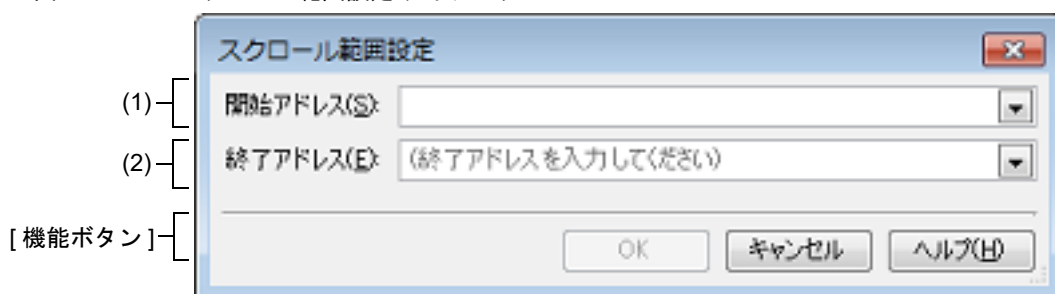 スクロール範囲設定
(1) 開始アドレス(S):
(2) 終了アドレス(E): (終了アドレスを入力してください)
[ 機能ボタン ] OK キャンセル ヘルプ(H)